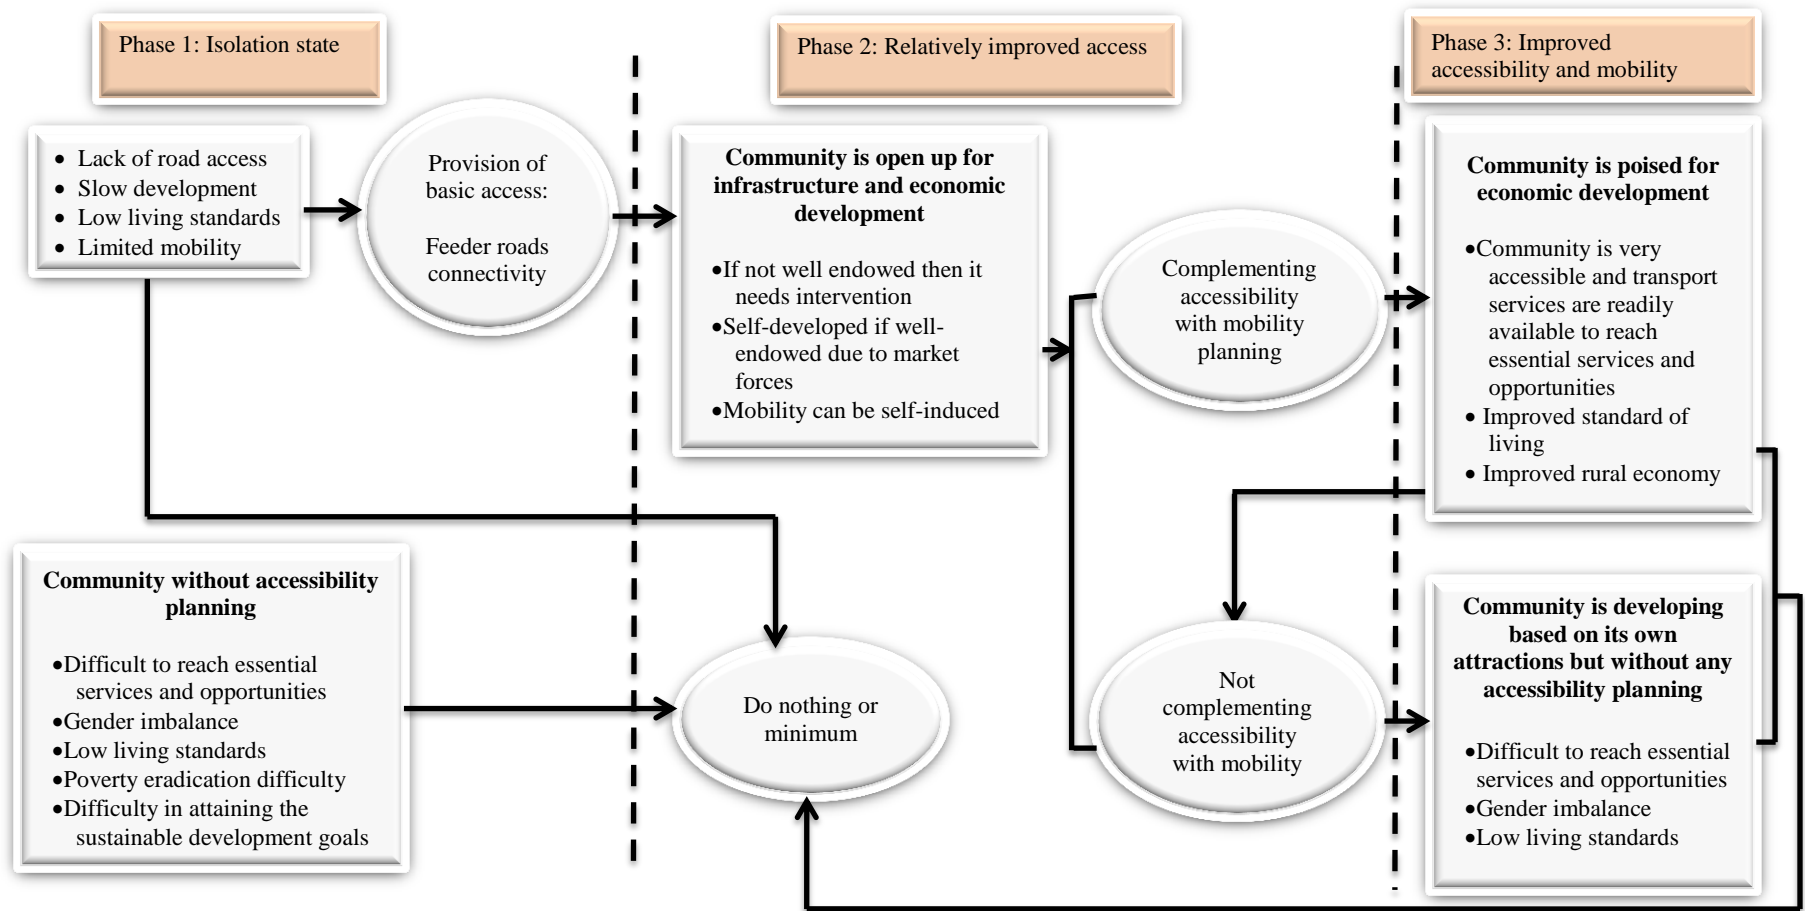 Phase 1: Isolation state
Phase 2: Relatively improved access
Phase 3: Improved
accessibility and mobility
• Lack of road access
• Slow development
• Low living standards
• Limited mobility
Provision of
basic access:
Feeder roads
connectivity
Community is open up for
infrastructure and economic
development
•If not well endowed then it
needs intervention
•Self-developed if well-
endowed due to market
forces
•Mobility can be self-induced
Complementing
accessibility
with mobility
planning
Community is poised for
economic development
•Community is very
accessible and transport
services are readily
available to reach
essential services and
opportunities
• Improved standard of
living
• Improved rural economy
Community without accessibility
planning
•Difficult to reach essential
services and opportunities
•Gender imbalance
•Low living standards
•Poverty eradication difficulty
•Difficulty in attaining the
sustainable development goals
Do nothing or
minimum
Not
complementing
accessibility
with mobility
Community is developing
based on its own
attractions but without any
accessibility planning
•Difficult to reach essential
services and opportunities
•Gender imbalance
•Low living standards